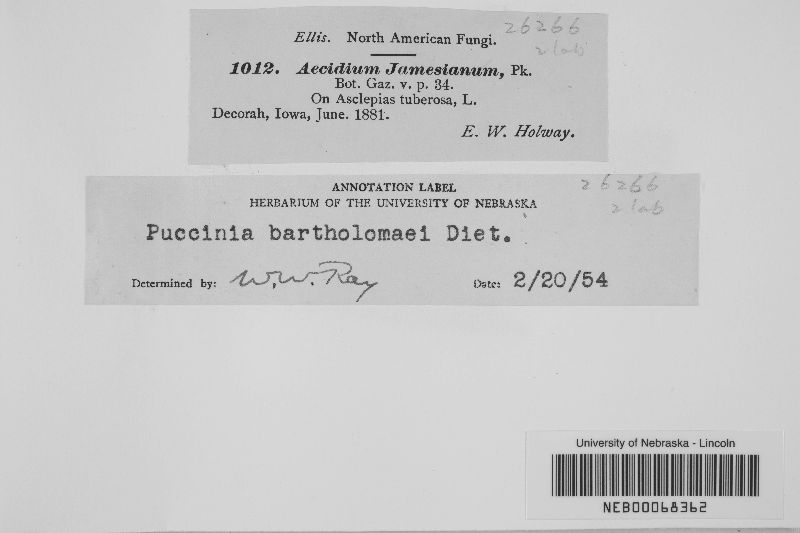 26266
2 lab
Ellis. North American Fungi.
1012. Aecidium Jamesianum, Pk.
Bot. Gaz. v. p. 34.
On Asclepias tuberosa, L.
Decorah, Iowa, June. 1881.
E. W. Holway.
26266
2 lab
ANNOTATION LABEL
HERBARIUM OF THE UNIVERSITY OF NEBRASKA
Puccinia bartholomaei Diet.
Determined by: W. W. Ray Date: 2/20/54
University of Nebraska - Lincoln
NEB00068362